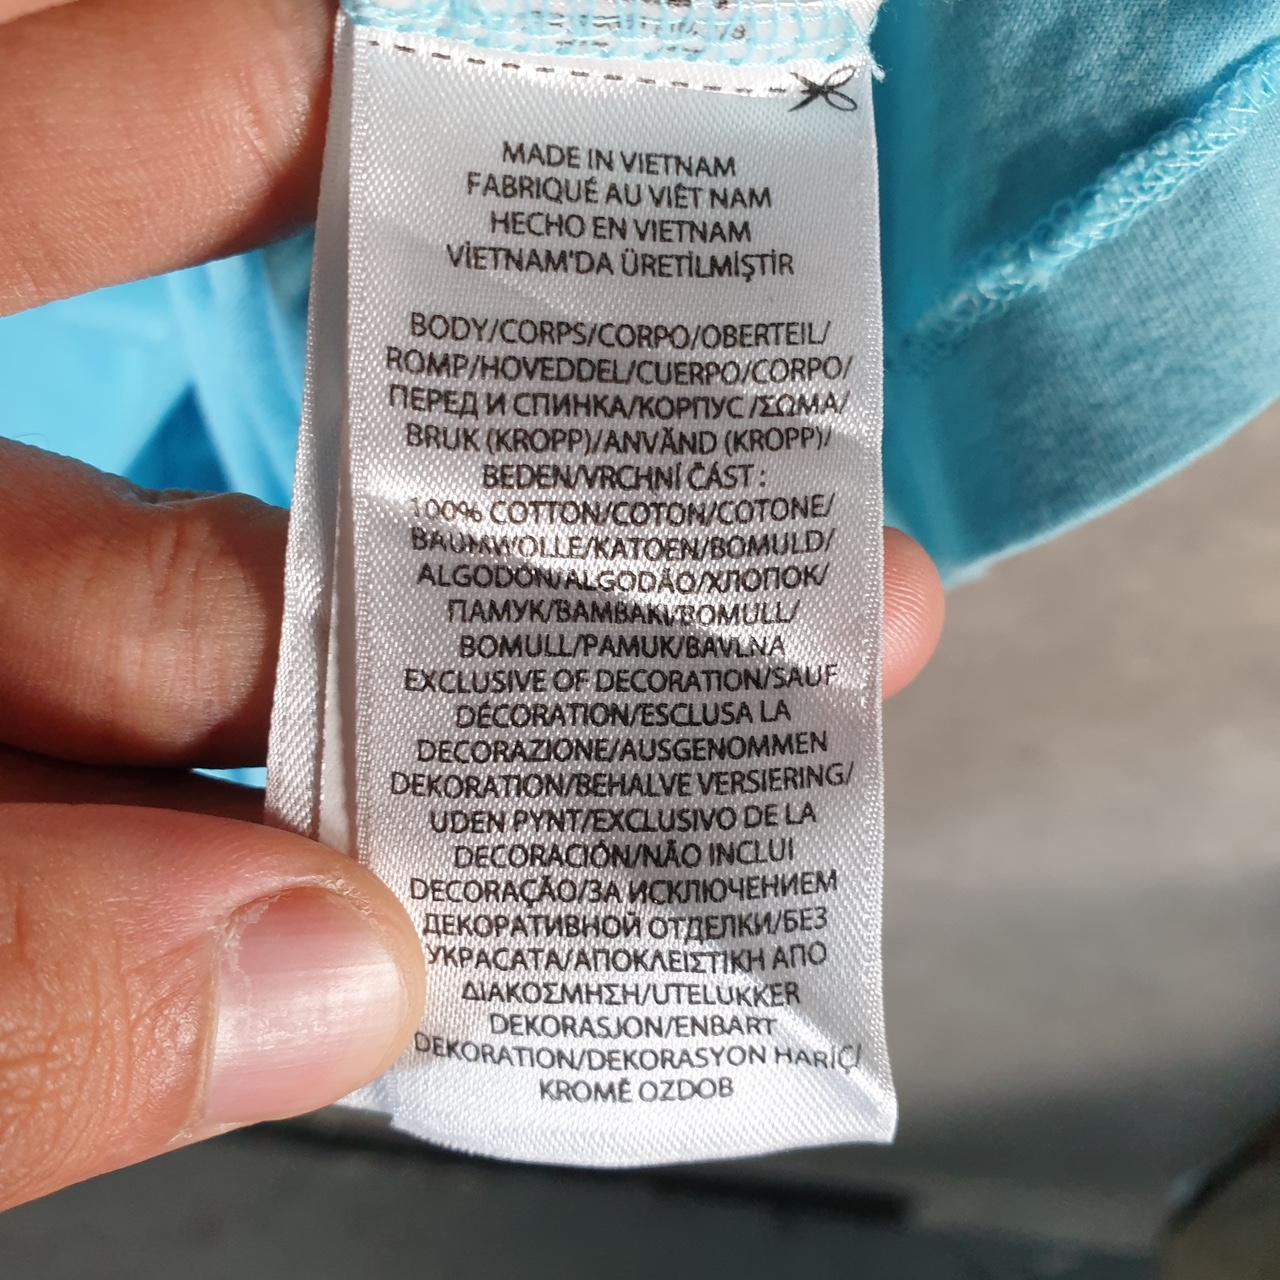 MADE IN VIETNAM
FABRIQUÉ AU VIÊT NAM
HECHO EN VIETNAM
VİETNAM'DA ÜRETİLMİŞTİR
BODY/CORPS/CORPO/OBERTEIL/
ROMP/HOVEDDEL/CUERPO/CORPO/
ПЕРЕД И СПИНКА/КОРПУС/ΣΩΜΑ/
BRUK (KROPP)/ANVÄND (KROPP)/
BEDEN/VRCHNÍ ČÁST :
100% COTTON/COTON/COTONE/
BAUMWOLLE/KATOEN/BOMULD/
ALGODÓN/ALGODÃO/ХЛОПОК/
ПАМУК/ΒΑΜΒΑΚΙ/BOMULL/
BOMULL/PAMUK/BAVLNA
EXCLUSIVE OF DECORATION/SAUF
DÉCORATION/ESCLUSA LA
DECORAZIONE/AUSGENOMMEN
DEKORATION/BEHALVE VERSIERING/
UDEN PYNT/EXCLUSIVO DE LA
DECORACIÓN/NÃO INCLUI
DECORAÇÃO/ЗА ИСКЛЮЧЕНИЕМ
ДЕКОРАТИВНОЙ ОТДЕЛКИ/БЕЗ
УКРАСАТА/ΑΠΟΚΛΕΙΣΤΙΚΗ ΑΠΟ
ΔΙΑΚΟΣΜΗΣΗ/UTELUKKER
DEKORASJON/ENBART
DEKORATION/DEKORASYON HARİÇ/
KROMĚ OZDOB